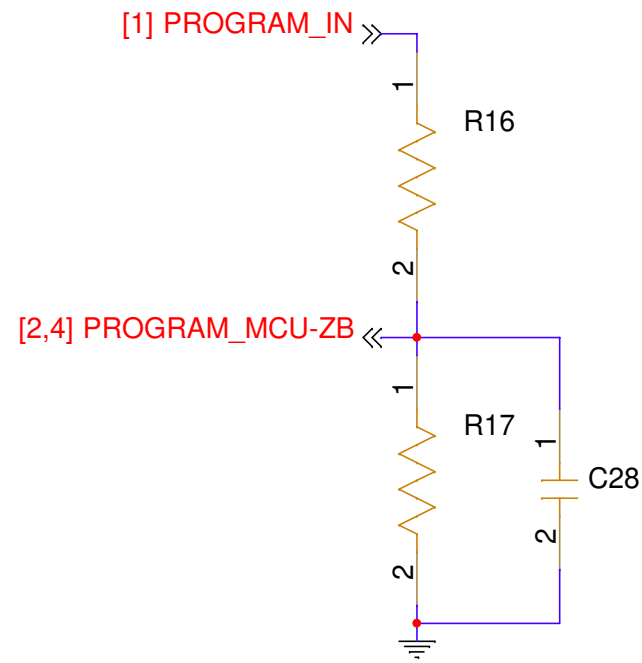 [1] PROGRAM_IN
1
R16
2
[2,4] PROGRAM_MCU-ZB
1
R17
1
C28
2
2